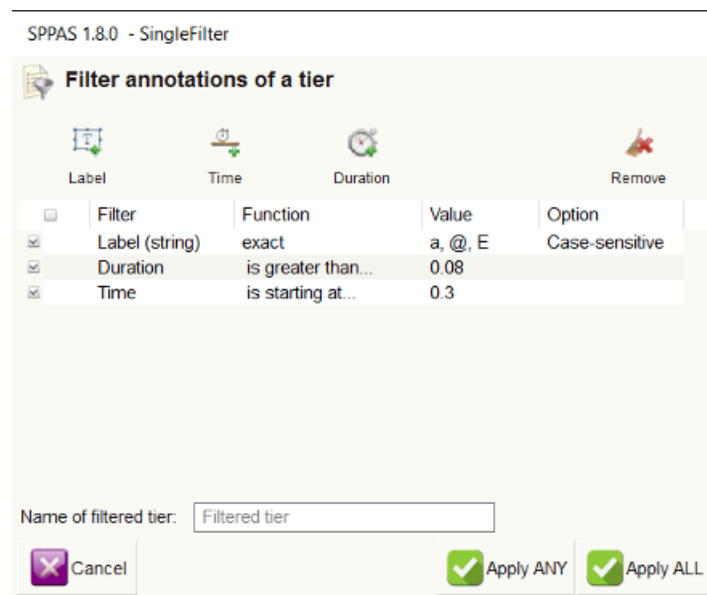 SPPAS 1.8.0 - SingleFilter
Filter annotations of a tier
Label Time Duration Remove
Filter Function Value Option
Label (string) exact a, @, E Case-sensitive
Duration is greater than... 0.08
Time is starting at... 0.3
Name of filtered tier: Filtered tier
Cancel Apply ANY Apply ALL